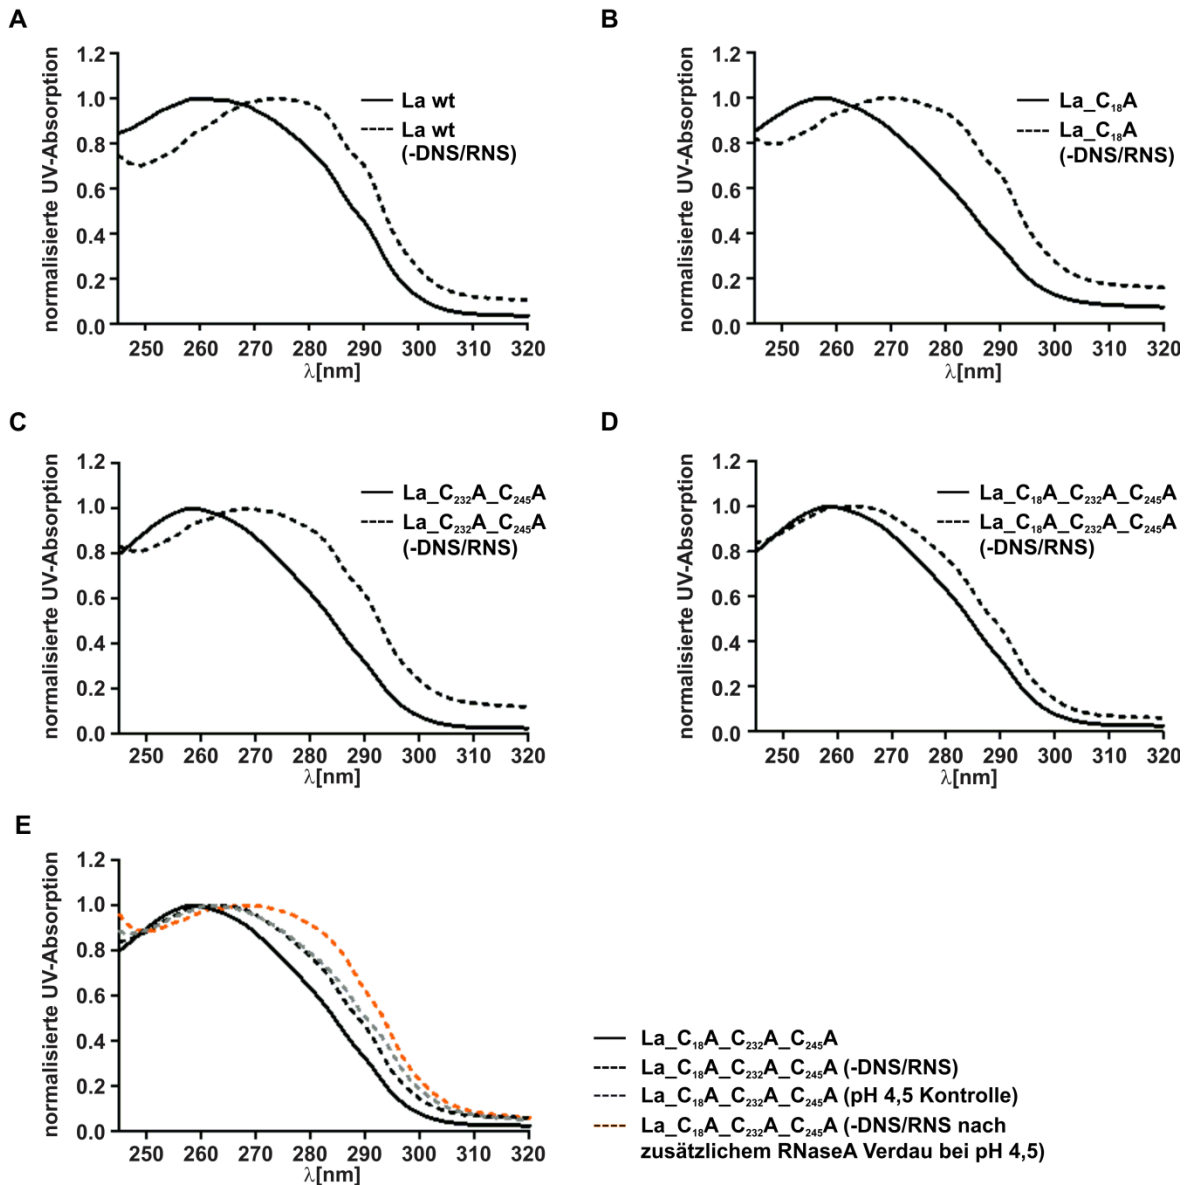 A
normalisierte UV-Absorption
1.2
1.0
0.8
0.6
0.4
0.2
0.0
250 260 270 280 290 300 310 320
λ[nm]
La wt
La wt
(-DNS/RNS)
B
normalisierte UV-Absorption
1.2
1.0
0.8
0.6
0.4
0.2
0.0
250 260 270 280 290 300 310 320
λ[nm]
La_C₁₈A
La_C₁₈A
(-DNS/RNS)
C
normalisierte UV-Absorption
1.2
1.0
0.8
0.6
0.4
0.2
0.0
250 260 270 280 290 300 310 320
λ[nm]
La_C₂₃₂A_C₂₄₅A
La_C₂₃₂A_C₂₄₅A
(-DNS/RNS)
D
normalisierte UV-Absorption
1.2
1.0
0.8
0.6
0.4
0.2
0.0
250 260 270 280 290 300 310 320
λ[nm]
La_C₁₈A_C₂₃₂A_C₂₄₅A
La_C₁₈A_C₂₃₂A_C₂₄₅A
(-DNS/RNS)
E
normalisierte UV-Absorption
1.2
1.0
0.8
0.6
0.4
0.2
0.0
250 260 270 280 290 300 310 320
λ[nm]
La_C₁₈A_C₂₃₂A_C₂₄₅A
La_C₁₈A_C₂₃₂A_C₂₄₅A (-DNS/RNS)
La_C₁₈A_C₂₃₂A_C₂₄₅A (pH 4,5 Kontrolle)
La_C₁₈A_C₂₃₂A_C₂₄₅A (-DNS/RNS nach
zusätzlichem RNaseA Verdau bei pH 4,5)